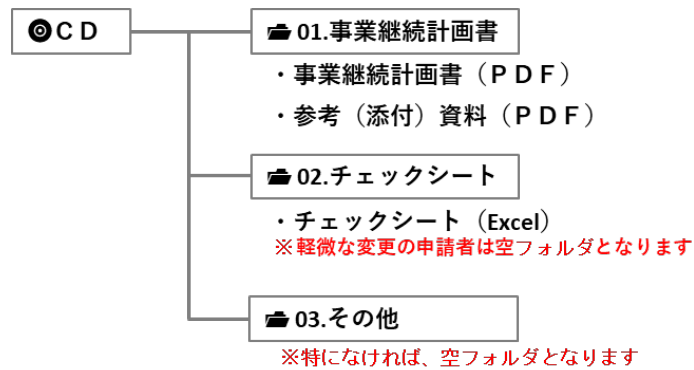 ＣＤ
01.事業継続計画書
・事業継続計画書（ＰＤＦ）
・参考（添付）資料（ＰＤＦ）
02.チェックシート
・チェックシート（Excel）
※軽微な変更の申請者は空フォルダとなります
03.その他
※特になければ、空フォルダとなります